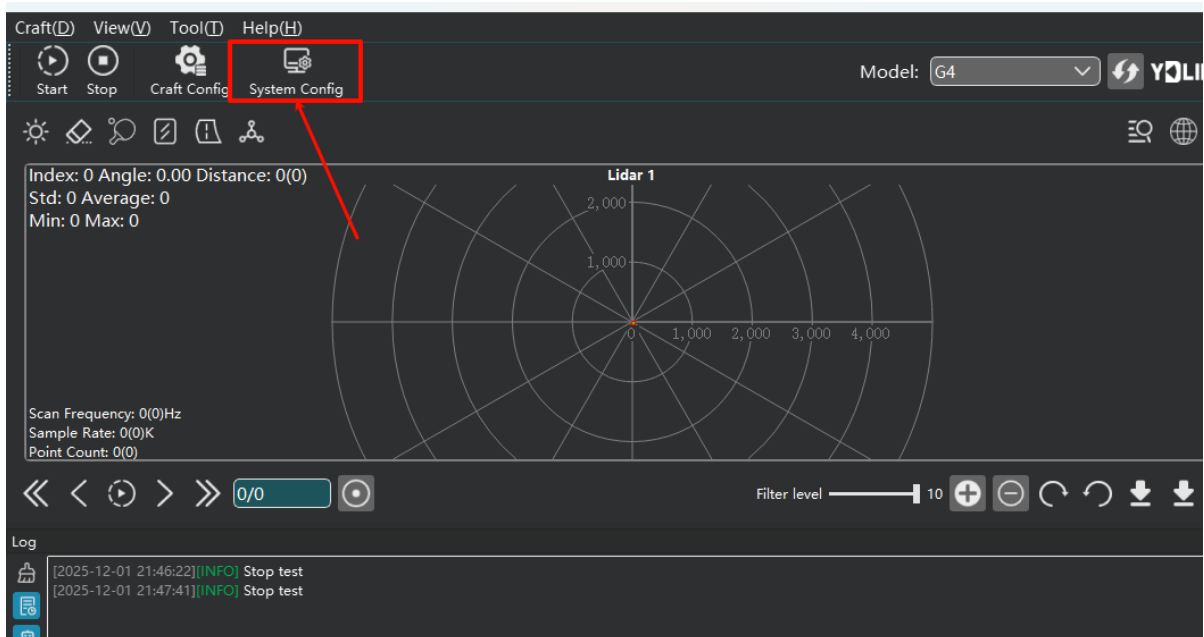 Craft(D) View(V) Tool(T) Help(H)
Start Stop Craft Config System Config
Model: G4
Index: 0 Angle: 0.00 Distance: 0(0)
Std: 0 Average: 0
Min: 0 Max: 0
Lidar 1
2,000
1,000
0 1,000 2,000 3,000 4,000
Scan Frequency: 0(0)Hz
Sample Rate: 0(0)K
Point Count: 0(0)
0/0
Filter level 10
Log
[2025-12-01 21:46:22][INFO] Stop test
[2025-12-01 21:47:41][INFO] Stop test